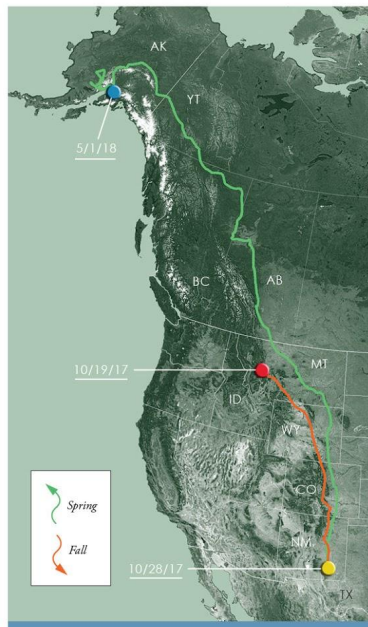 AK
YT
5/1/18
BC
AB
10/19/17
MT
ID
WY
CO
Spring
Fall
NM
10/28/17
TX